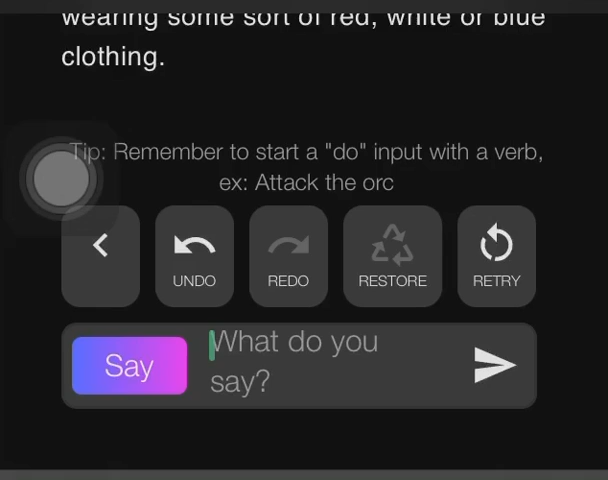 wearing some sort of red, white or blue
clothing.
Tip: Remember to start a "do" input with a verb,
ex: Attack the orc
UNDO
REDO
RESTORE
RETRY
Say
What do you
say?